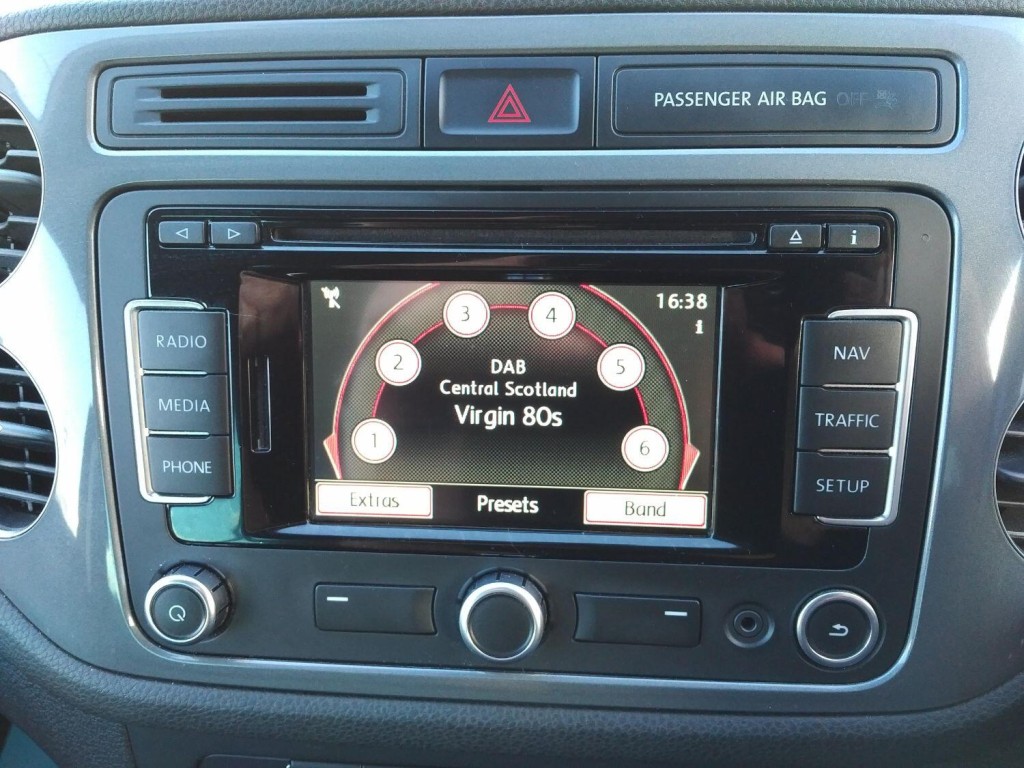 PASSENGER AIR BAG OFF
16:38
i
3
4
2
5
1
6
DAB
Central Scotland
Virgin 80s
Extras
Presets
Band
RADIO
MEDIA
PHONE
NAV
TRAFFIC
SETUP
i